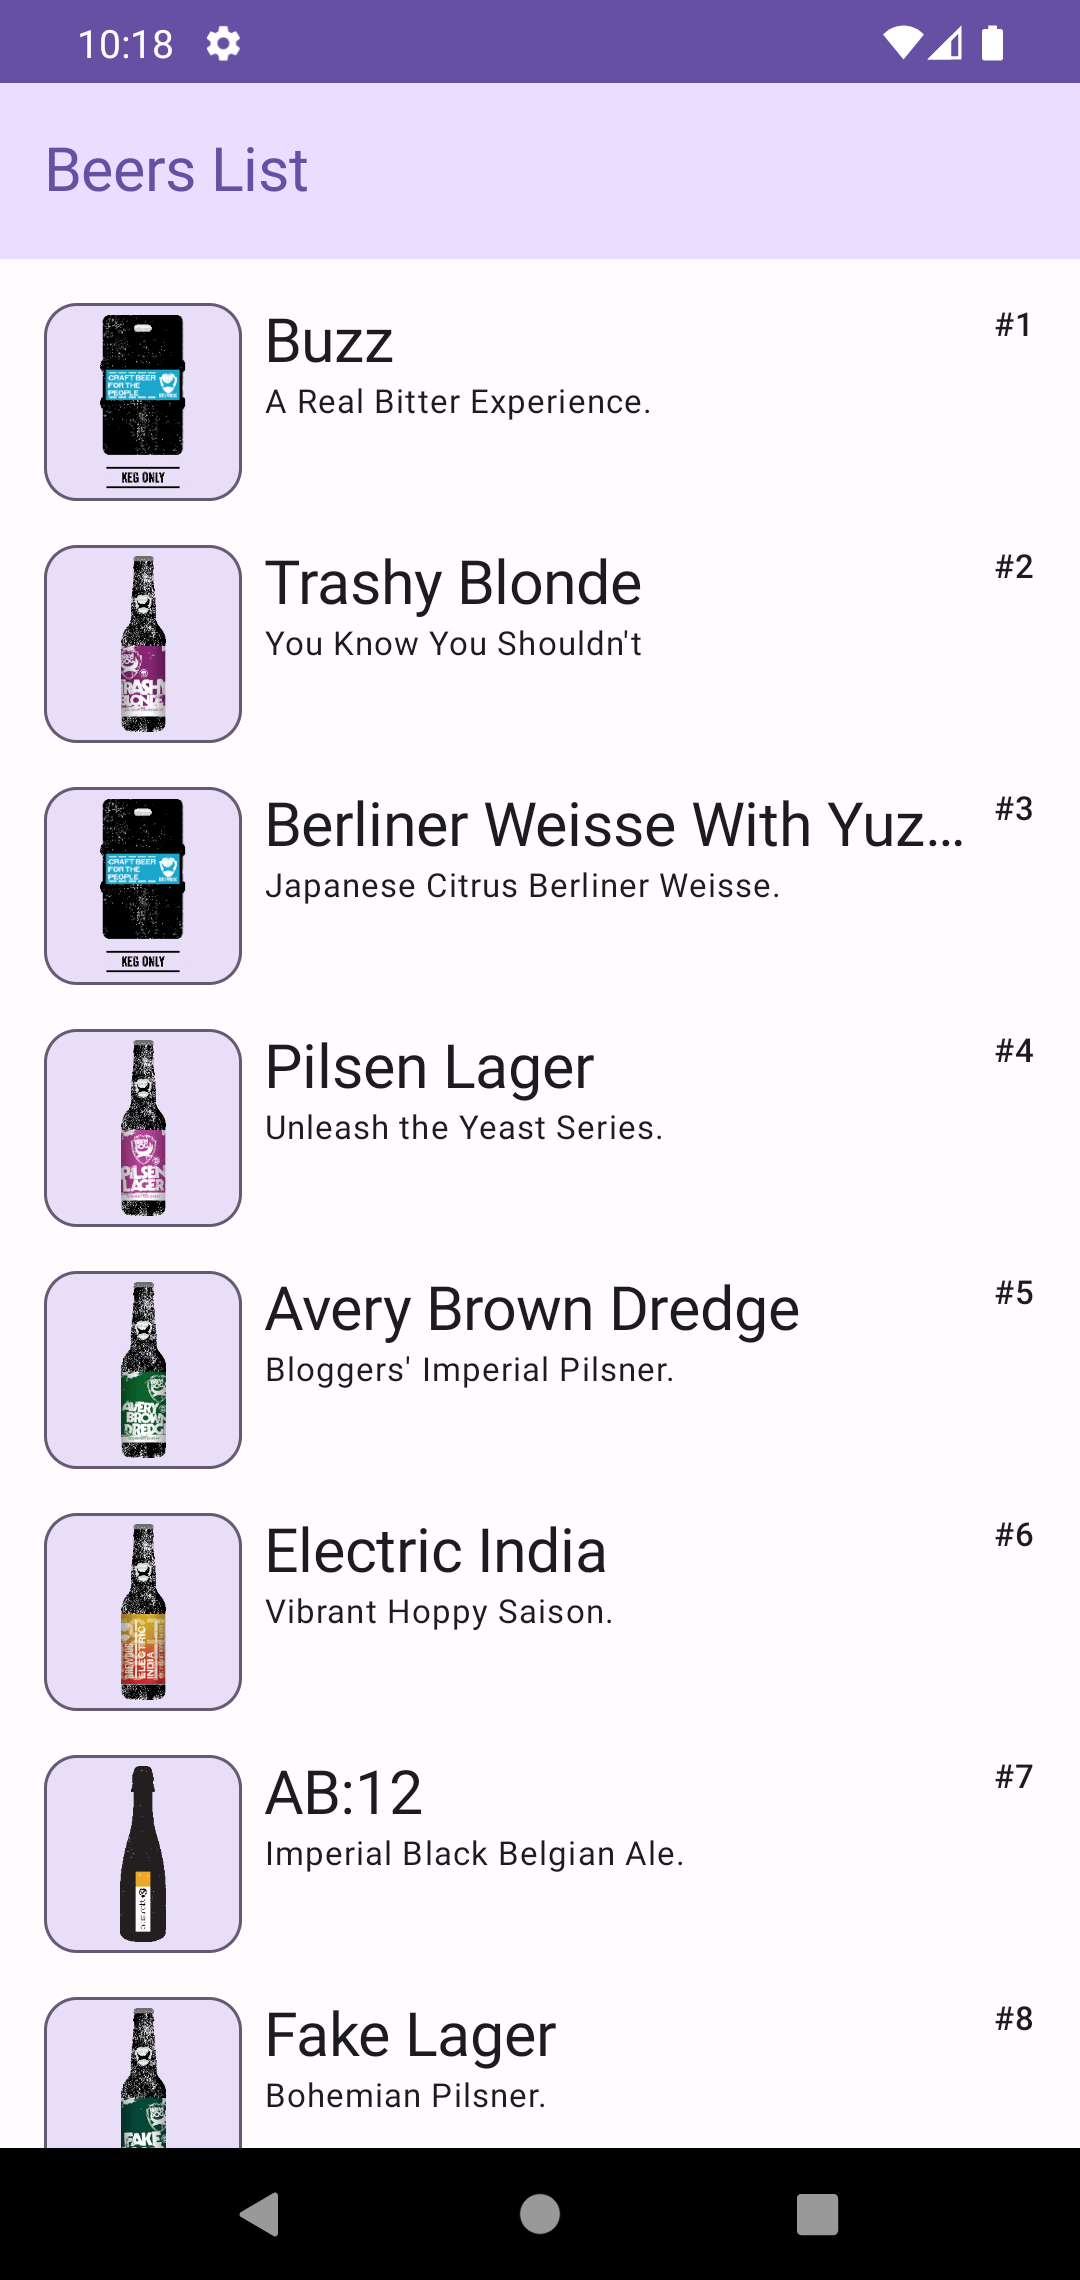 10:18
Beers List
CRAFT BEER
FOR THE
PEOPLE
KEG ONLY
Buzz
#1
A Real Bitter Experience.
TRASHY
BLONDE
Trashy Blonde
#2
You Know You Shouldn't
CRAFT BEER
FOR THE
PEOPLE
KEG ONLY
Berliner Weisse With Yuz…
#3
Japanese Citrus Berliner Weisse.
PILSEN
LAGER
Pilsen Lager
#4
Unleash the Yeast Series.
AVERY
BROWN
DREDGE
Avery Brown Dredge
#5
Bloggers' Imperial Pilsner.
BREWDOG
ELECTRIC
INDIA
Electric India
#6
Vibrant Hoppy Saison.
AB:12
#7
Imperial Black Belgian Ale.
FAKE
Fake Lager
#8
Bohemian Pilsner.